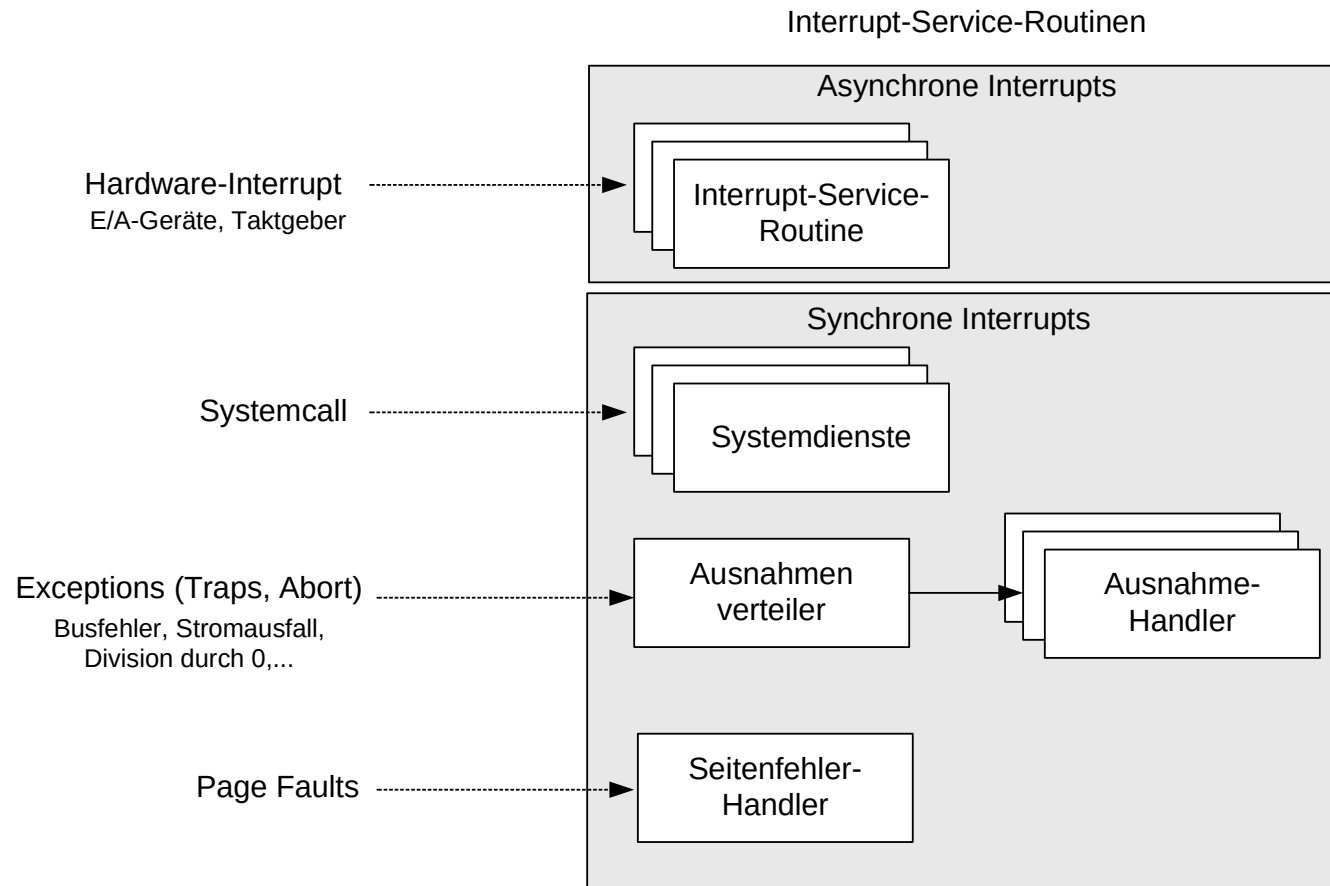 Interrupt-Service-Routinen
Asynchrone Interrupts
Hardware-Interrupt
E/A-Geräte, Taktgeber
Interrupt-Service-
Routine
Synchrone Interrupts
Systemcall
Systemdienste
Exceptions (Traps, Abort)
Busfehler, Stromausfall,
Division durch 0,...
Ausnahmen
verteiler
Ausnahme-
Handler
Page Faults
Seitenfehler-
Handler